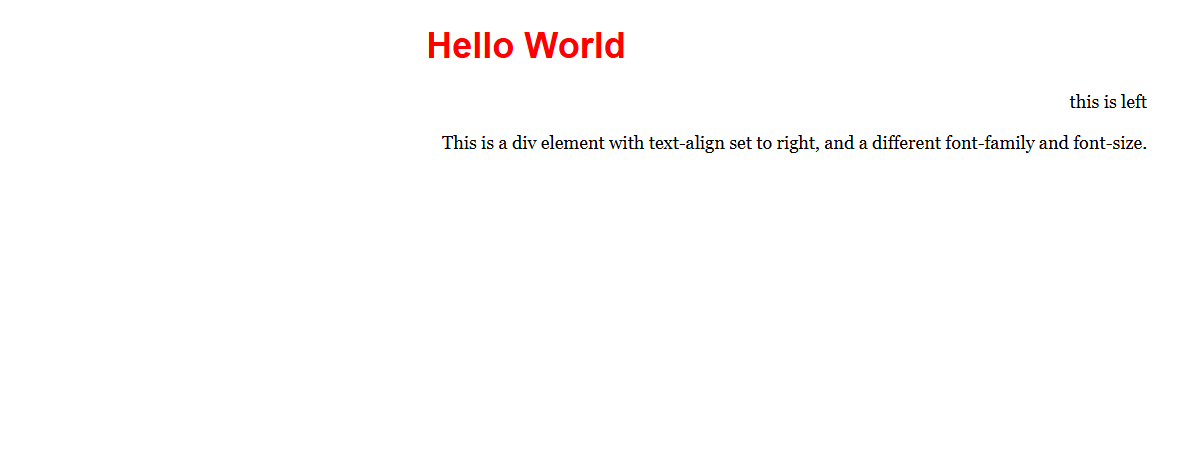 Hello World
this is left
This is a div element with text-align set to right, and a different font-family and font-size.